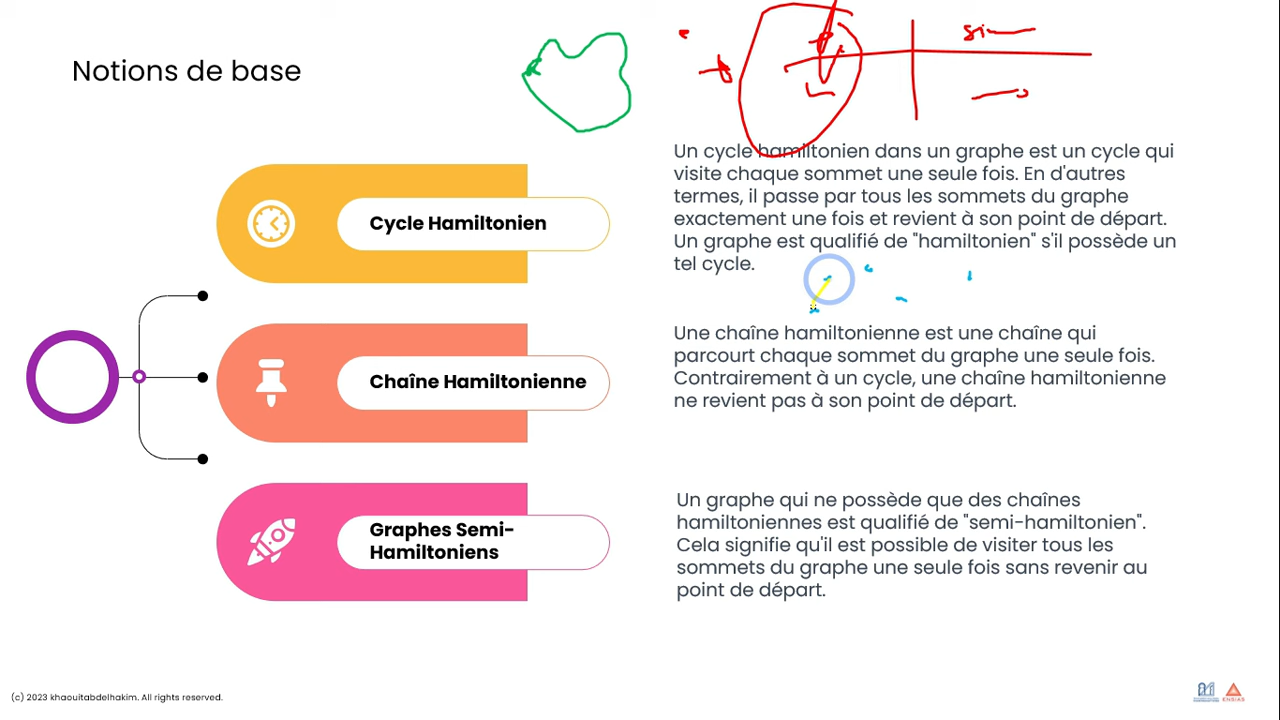 Notions de base
Cycle Hamiltonien
Un cycle hamiltonien dans un graphe est un cycle qui
visite chaque sommet une seule fois. En d'autres
termes, il passe par tous les sommets du graphe
exactement une fois et revient à son point de départ.
Un graphe est qualifié de "hamiltonien" s'il possède un
tel cycle.
Chaîne Hamiltonienne
Une chaîne hamiltonienne est une chaîne qui
parcourt chaque sommet du graphe une seule fois.
Contrairement à un cycle, une chaîne hamiltonienne
ne revient pas à son point de départ.
Graphes Semi-
Hamiltoniens
Un graphe qui ne possède que des chaînes
hamiltoniennes est qualifié de "semi-hamiltonien".
Cela signifie qu'il est possible de visiter tous les
sommets du graphe une seule fois sans revenir au
point de départ.
(c) 2023 khaouitabdelhakim. All rights reserved.
ENSIAS